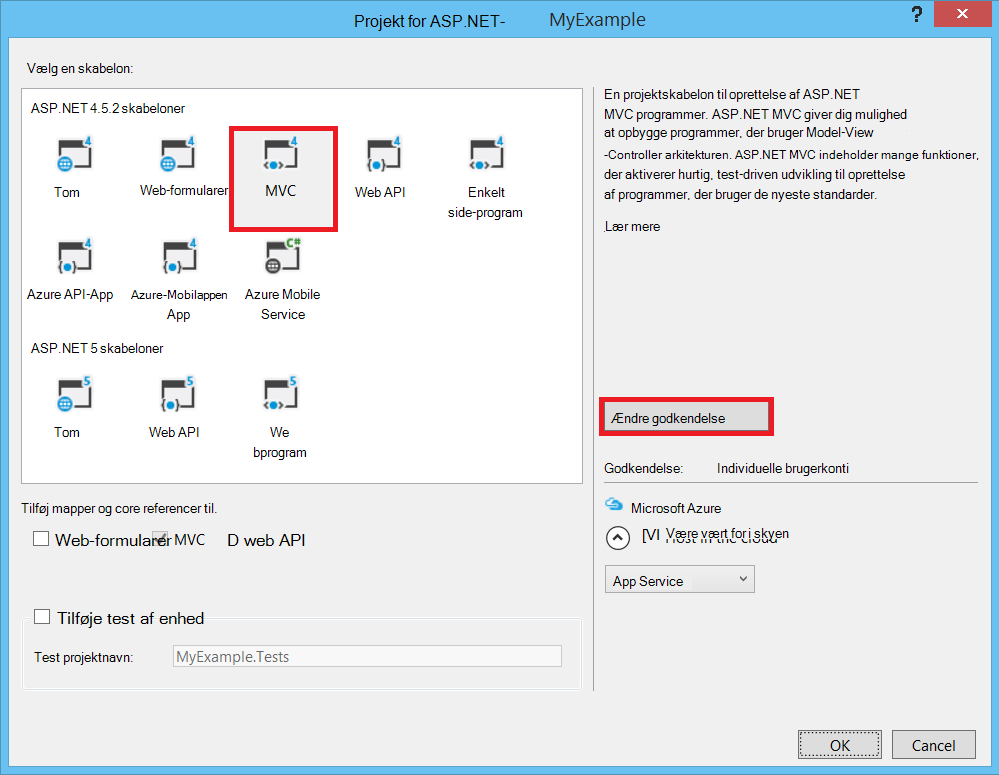 Projekt for ASP.NET- MyExample
?
Vælg en skabelon:
ASP.NET 4.5.2 skabeloner
4 4 4 4 4
Tom Web-formularer MVC Web API Enkelt
side-program
4 4 C#
Azure API-App Azure-Mobilappen Azure Mobile
App Service
ASP.NET 5 skabeloner
5 5 5
Tom Web API We
bprogram
En projektskabelon til oprettelse af ASP.NET
MVC programmer. ASP.NET MVC giver dig mulighed
at opbygge programmer, der bruger Model-View
-Controller arkitekturen. ASP.NET MVC indeholder mange funktioner,
der aktiverer hurtig, test-driven udvikling til oprettelse
af programmer, der bruger de nyeste standarder.
Lær mere
Ændre godkendelse
Godkendelse: Individuelle brugerkonti
Microsoft Azure
[VI Være vært for i skyen
Host in the cloud
App Service
Tilføj mapper og core referencer til.
Web-formularer MVC D web API
Tilføje test af enhed
Test projektnavn: MyExample.Tests
OK Cancel